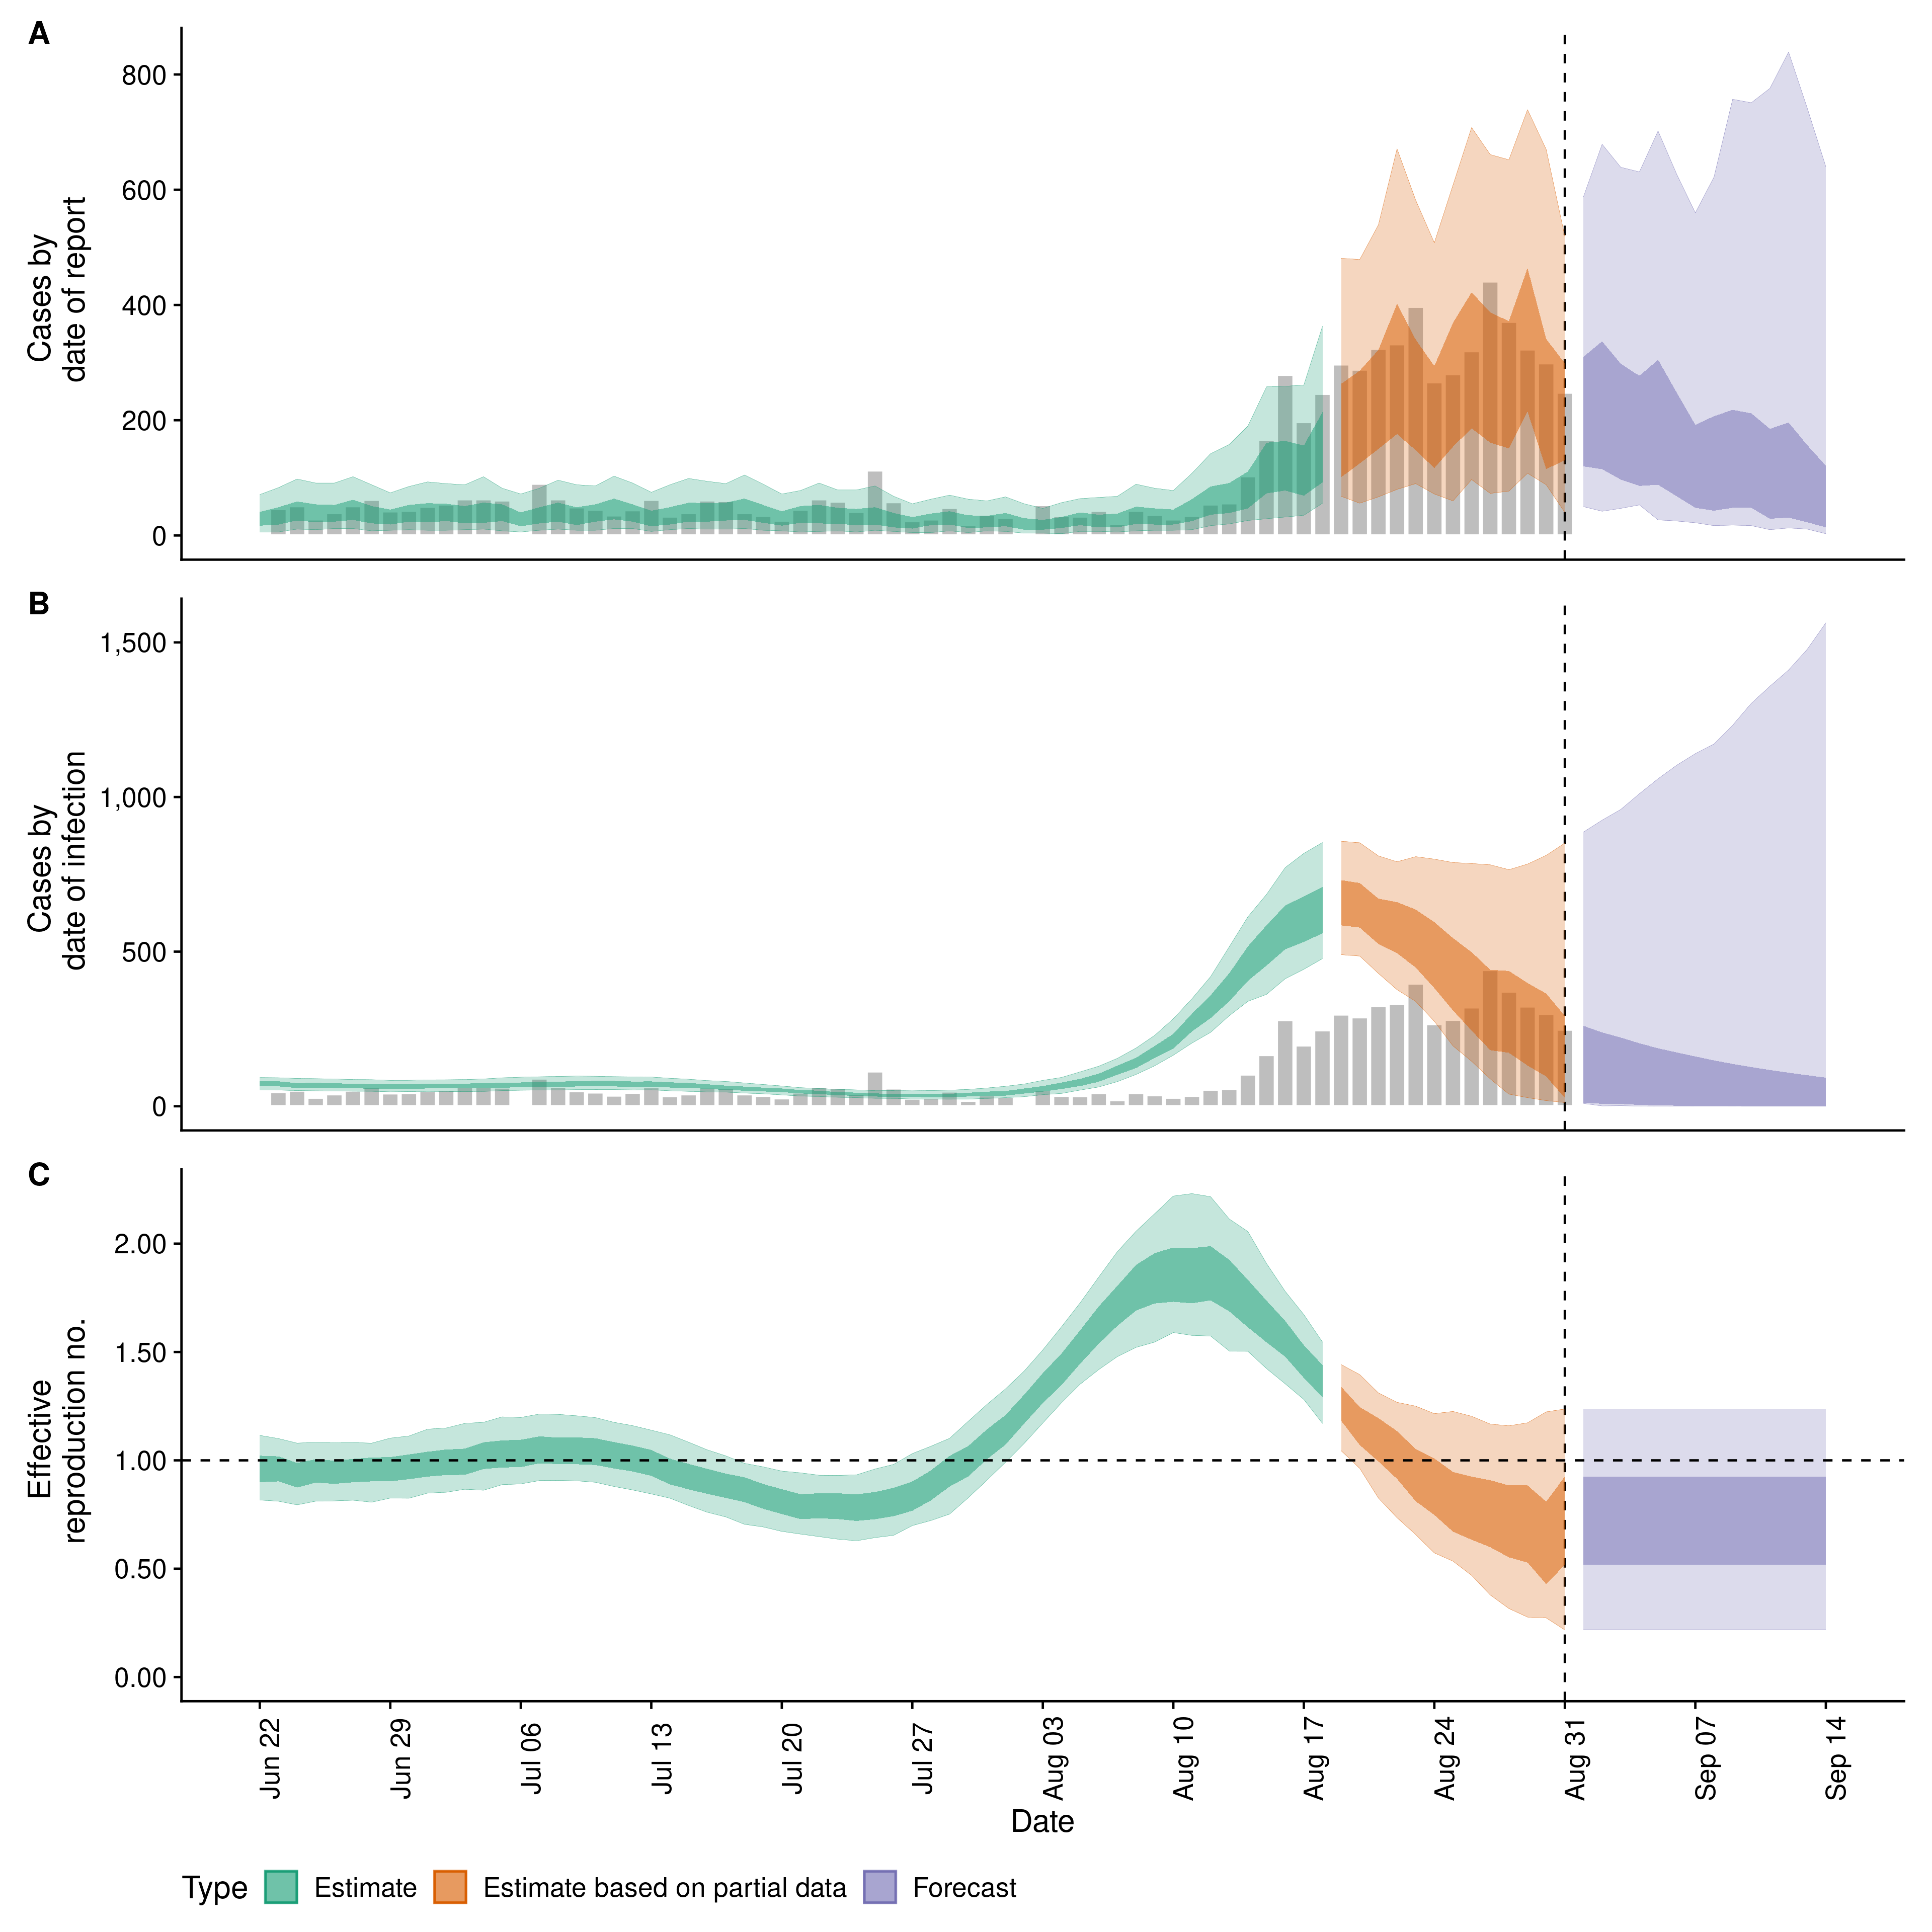 A
800
600
400
200
0
Cases by
date of report
B
1,500
1,000
500
0
Cases by
date of infection
C
2.00
1.50
1.00
0.50
0.00
Effective
reproduction no.
Jun 22
Jun 29
Jul 06
Jul 13
Jul 20
Jul 27
Aug 03
Aug 10
Aug 17
Aug 24
Aug 31
Sep 07
Sep 14
Date
Type Estimate Estimate based on partial data Forecast